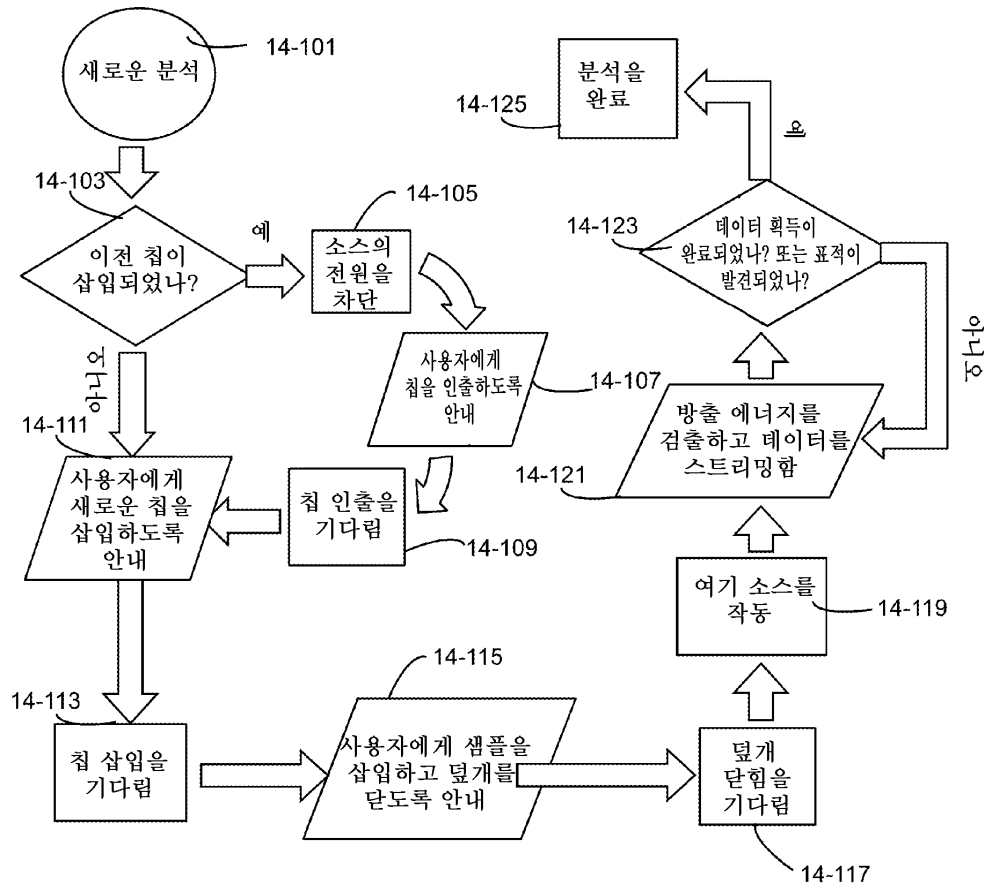 14-101
새로운 분석
14-103
이전 칩이
삽입되었나?
예
14-105
소스의
전원을
차단
사용자에게
칩을 인출하도록
안내
14-107
칩 인출을
기다림
14-109
아니오
14-111
사용자에게
새로운 칩을
삽입하도록
안내
14-113
칩 삽입을
기다림
14-115
사용자에게 샘플을
삽입하고 덮개를
닫도록 안내
덮개
닫힘을
기다림
14-117
여기 소스를
작동
14-119
방출 에너지를
검출하고 데이터를
스트리밍함
14-121
14-123
데이터 획득이
완료되었나? 또는 표적이
발견되었나?
아니요
예
14-125
분석을
완료